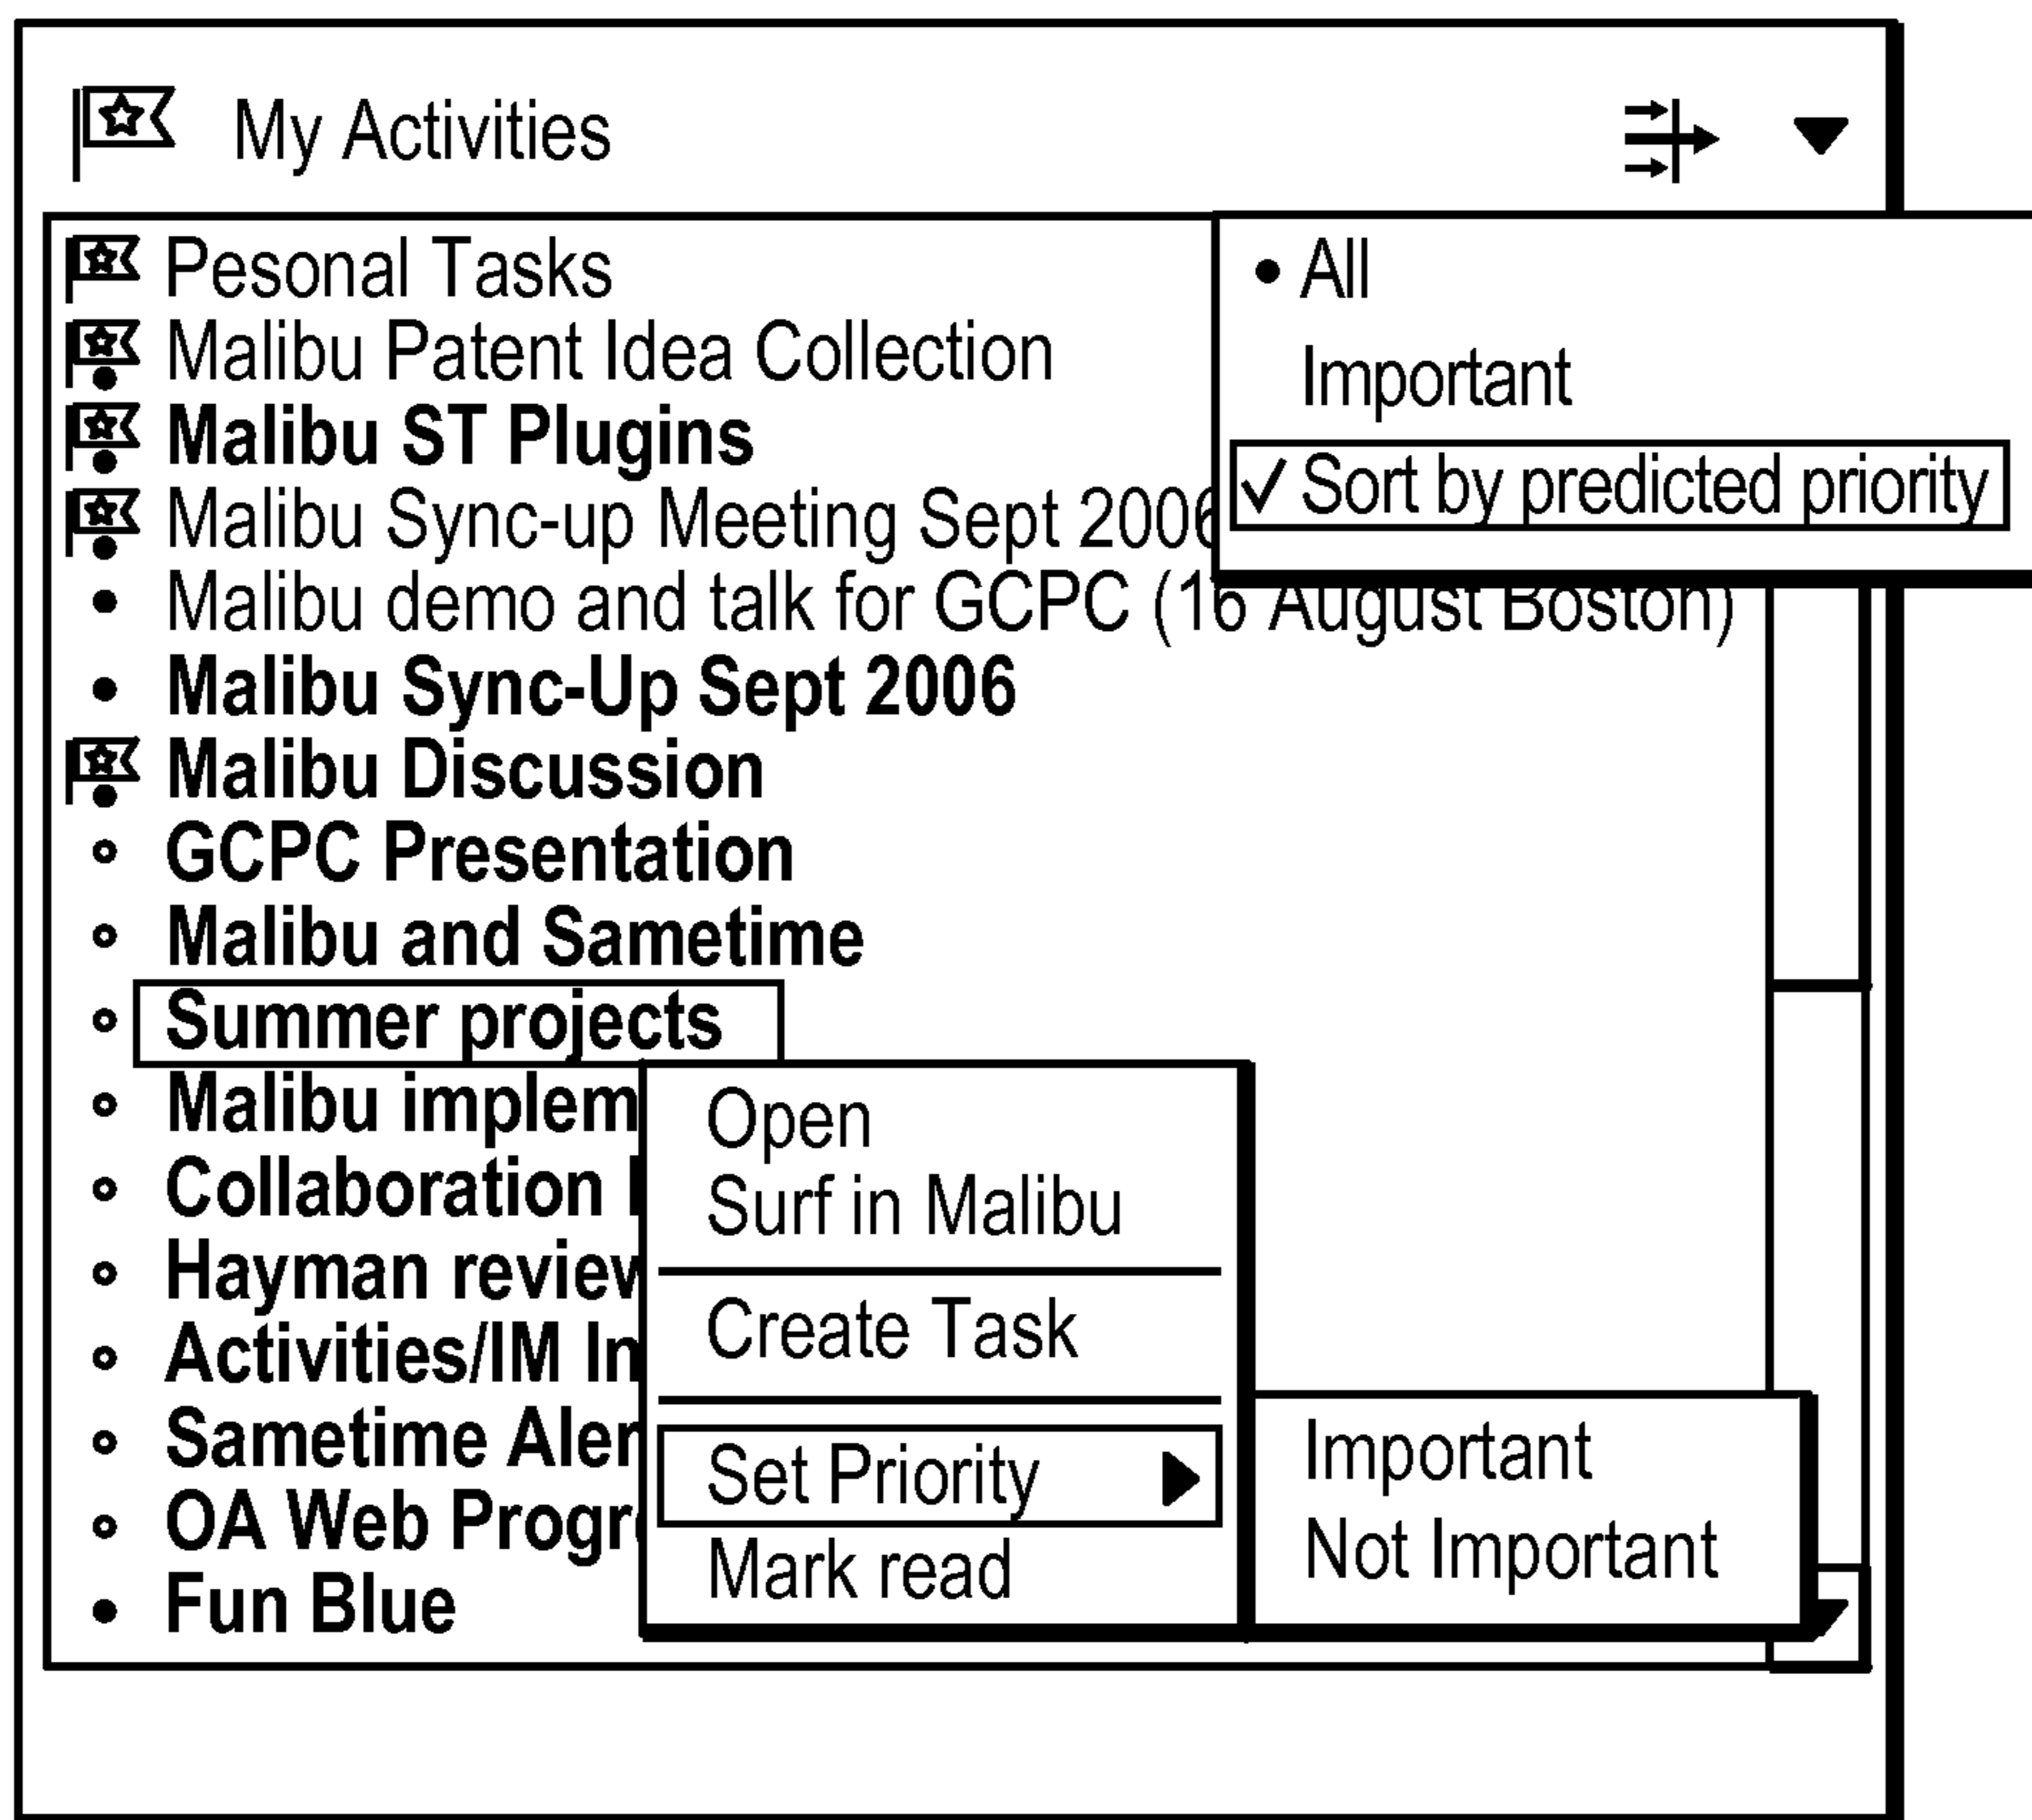 My Activities
Pesonal Tasks
Malibu Patent Idea Collection
Malibu ST Plugins
Malibu Sync-up Meeting Sept 2006
Malibu demo and talk for GCPC (16 August Boston)
Malibu Sync-Up Sept 2006
Malibu Discussion
GCPC Presentation
Malibu and Sametime
Summer projects
Malibu implem
Collaboration
Hayman review
Activities/IM In
Sametime Aler
OA Web Progr
Fun Blue
All
Important
Sort by predicted priority
Open
Surf in Malibu
Create Task
Set Priority
Mark read
Important
Not Important